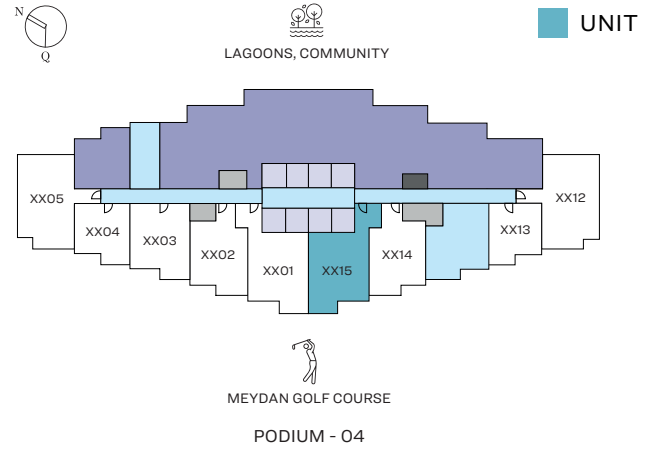 N
Q
LAGOONS, COMMUNITY
UNIT
XX05
XX12
XX04
XX03
XX02
XX01
XX15
XX14
XX13
MEYDAN GOLF COURSE
PODIUM - 04